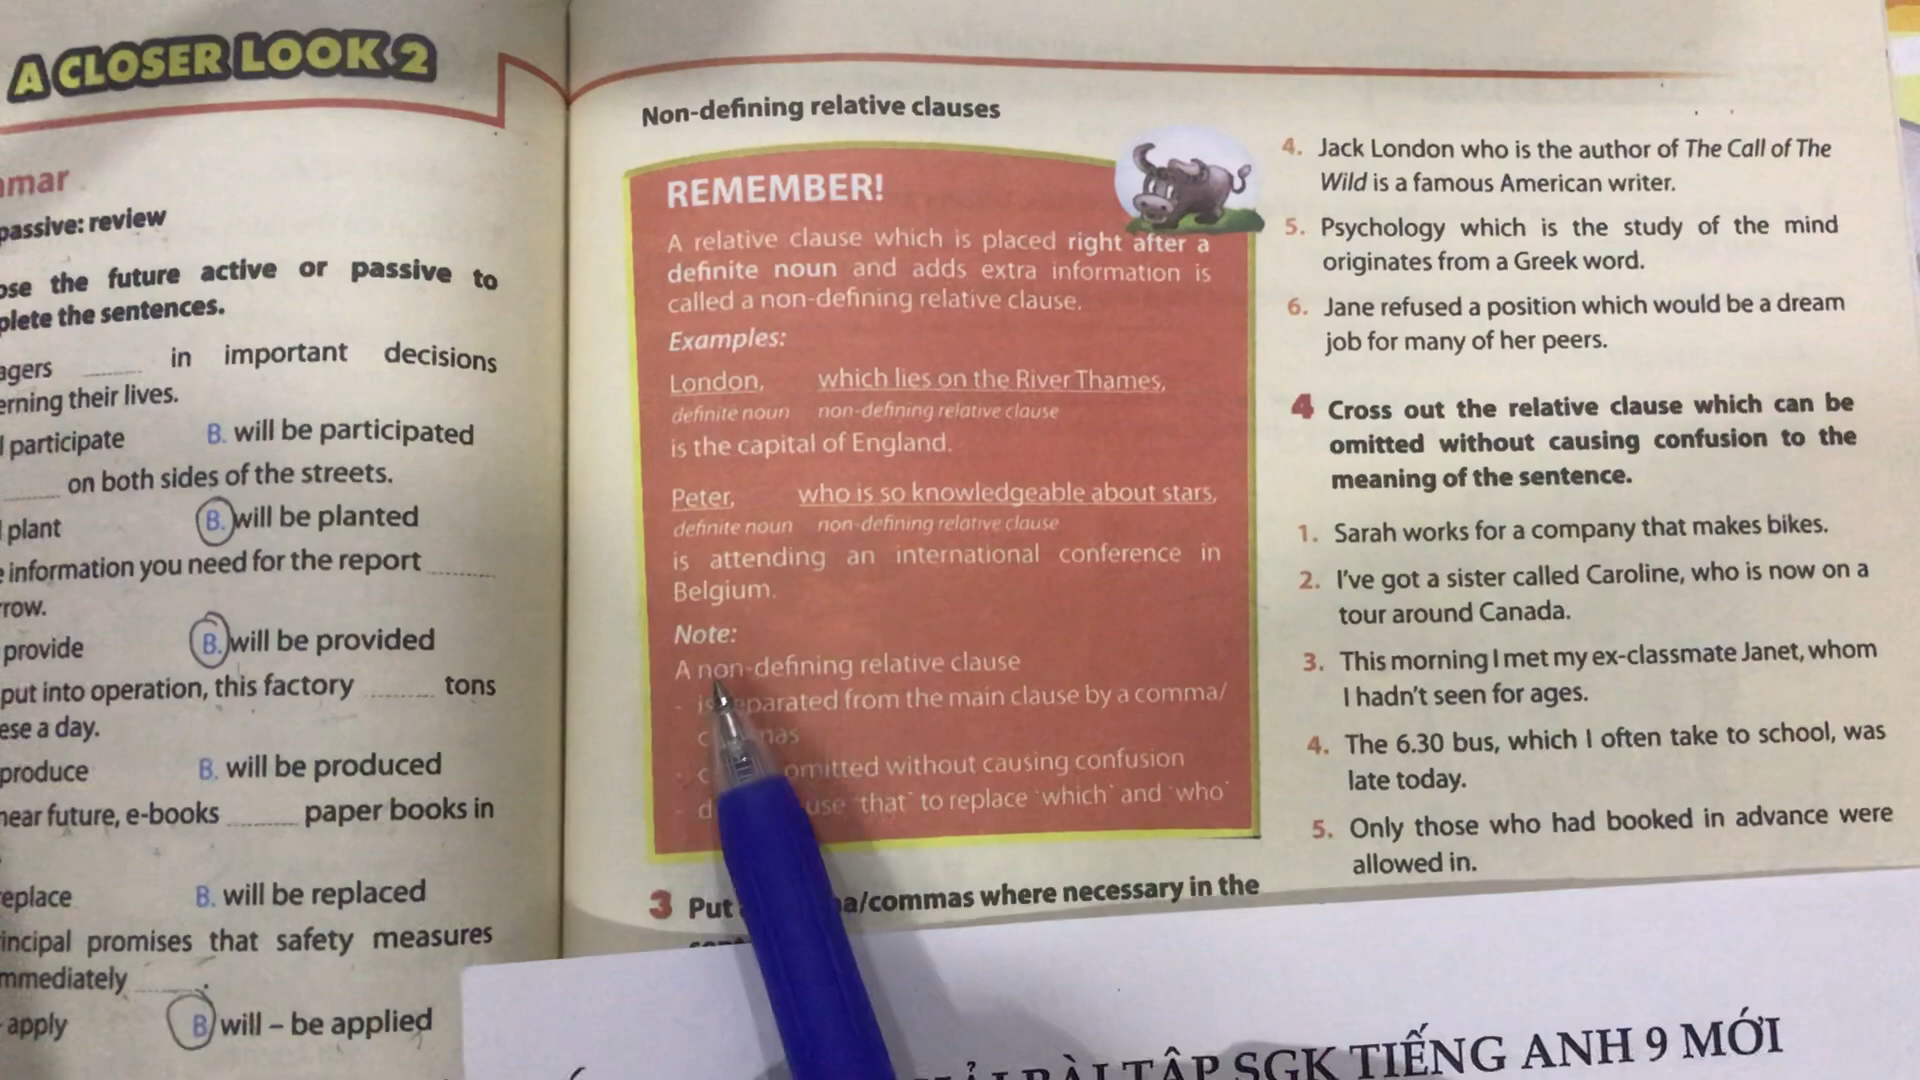 A CLOSER LOOK 2
passive: review
the future active or passive to
the sentences.
in important decisions
their lives.
participate B. will be participated
on both sides of the streets.
plant B. will be planted
information you need for the report
provide B. will be provided
put into operation, this factory tons
a day.
produce B. will be produced
near future, e-books paper books in
B. will be replaced
promises that safety measures
apply B will – be applied
Non-defining relative clauses
REMEMBER!
A relative clause which is placed right after a
definite noun and adds extra information is
called a non-defining relative clause.
Examples:
London, which lies on the River Thames,
definite noun non-defining relative clause
is the capital of England.
Peter, who is so knowledgeable about stars,
definite noun non-defining relative clause
is attending an international conference in
Belgium.
Note:
A non-defining relative clause
- from the main clause by a comma/
- omitted without causing confusion
- use 'that' to replace 'which' and 'who'
3 Put commas where necessary in the
4. Jack London who is the author of The Call of The
Wild is a famous American writer.
5. Psychology which is the study of the mind
originates from a Greek word.
6. Jane refused a position which would be a dream
job for many of her peers.
4 Cross out the relative clause which can be
omitted without causing confusion to the
meaning of the sentence.
1. Sarah works for a company that makes bikes.
2. I've got a sister called Caroline, who is now on a
tour around Canada.
3. This morning I met my ex-classmate Janet, whom
I hadn't seen for ages.
4. The 6.30 bus, which I often take to school, was
late today.
5. Only those who had booked in advance were
allowed in.
BÀI TẬP SGK TIẾNG ANH 9 MỚI